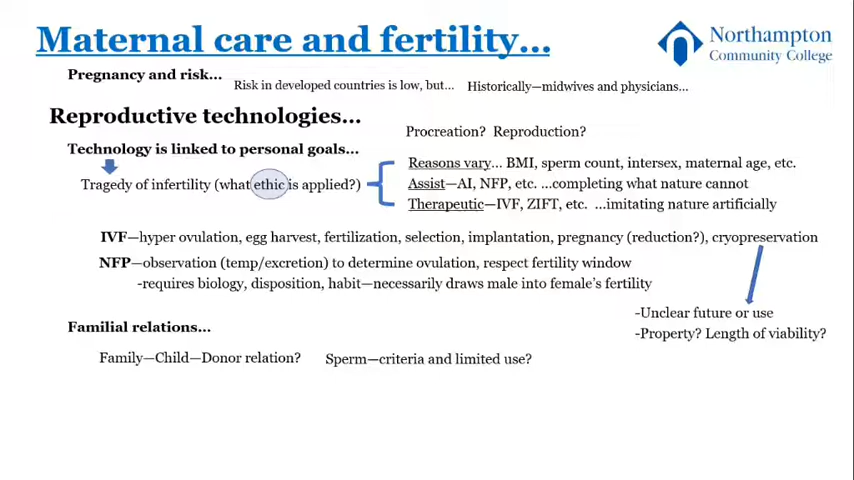 Maternal care and fertility...
Northampton
Community College
Pregnancy and risk...
Risk in developed countries is low, but...
Historically—midwives and physicians...
Reproductive technologies...
Procreation? Reproduction?
Technology is linked to personal goals...
Reasons vary... BMI, sperm count, intersex, maternal age, etc.
Tragedy of infertility (what ethic is applied?)
Assist—AI, NFP, etc. ...completing what nature cannot
Therapeutic—IVF, ZIFT, etc. ...imitating nature artificially
IVF—hyper ovulation, egg harvest, fertilization, selection, implantation, pregnancy (reduction?), cryopreservation
NFP—observation (temp/excretion) to determine ovulation, respect fertility window
-requires biology, disposition, habit—necessarily draws male into female's fertility
-Unclear future or use
-Property? Length of viability?
Familial relations...
Family—Child—Donor relation?
Sperm—criteria and limited use?